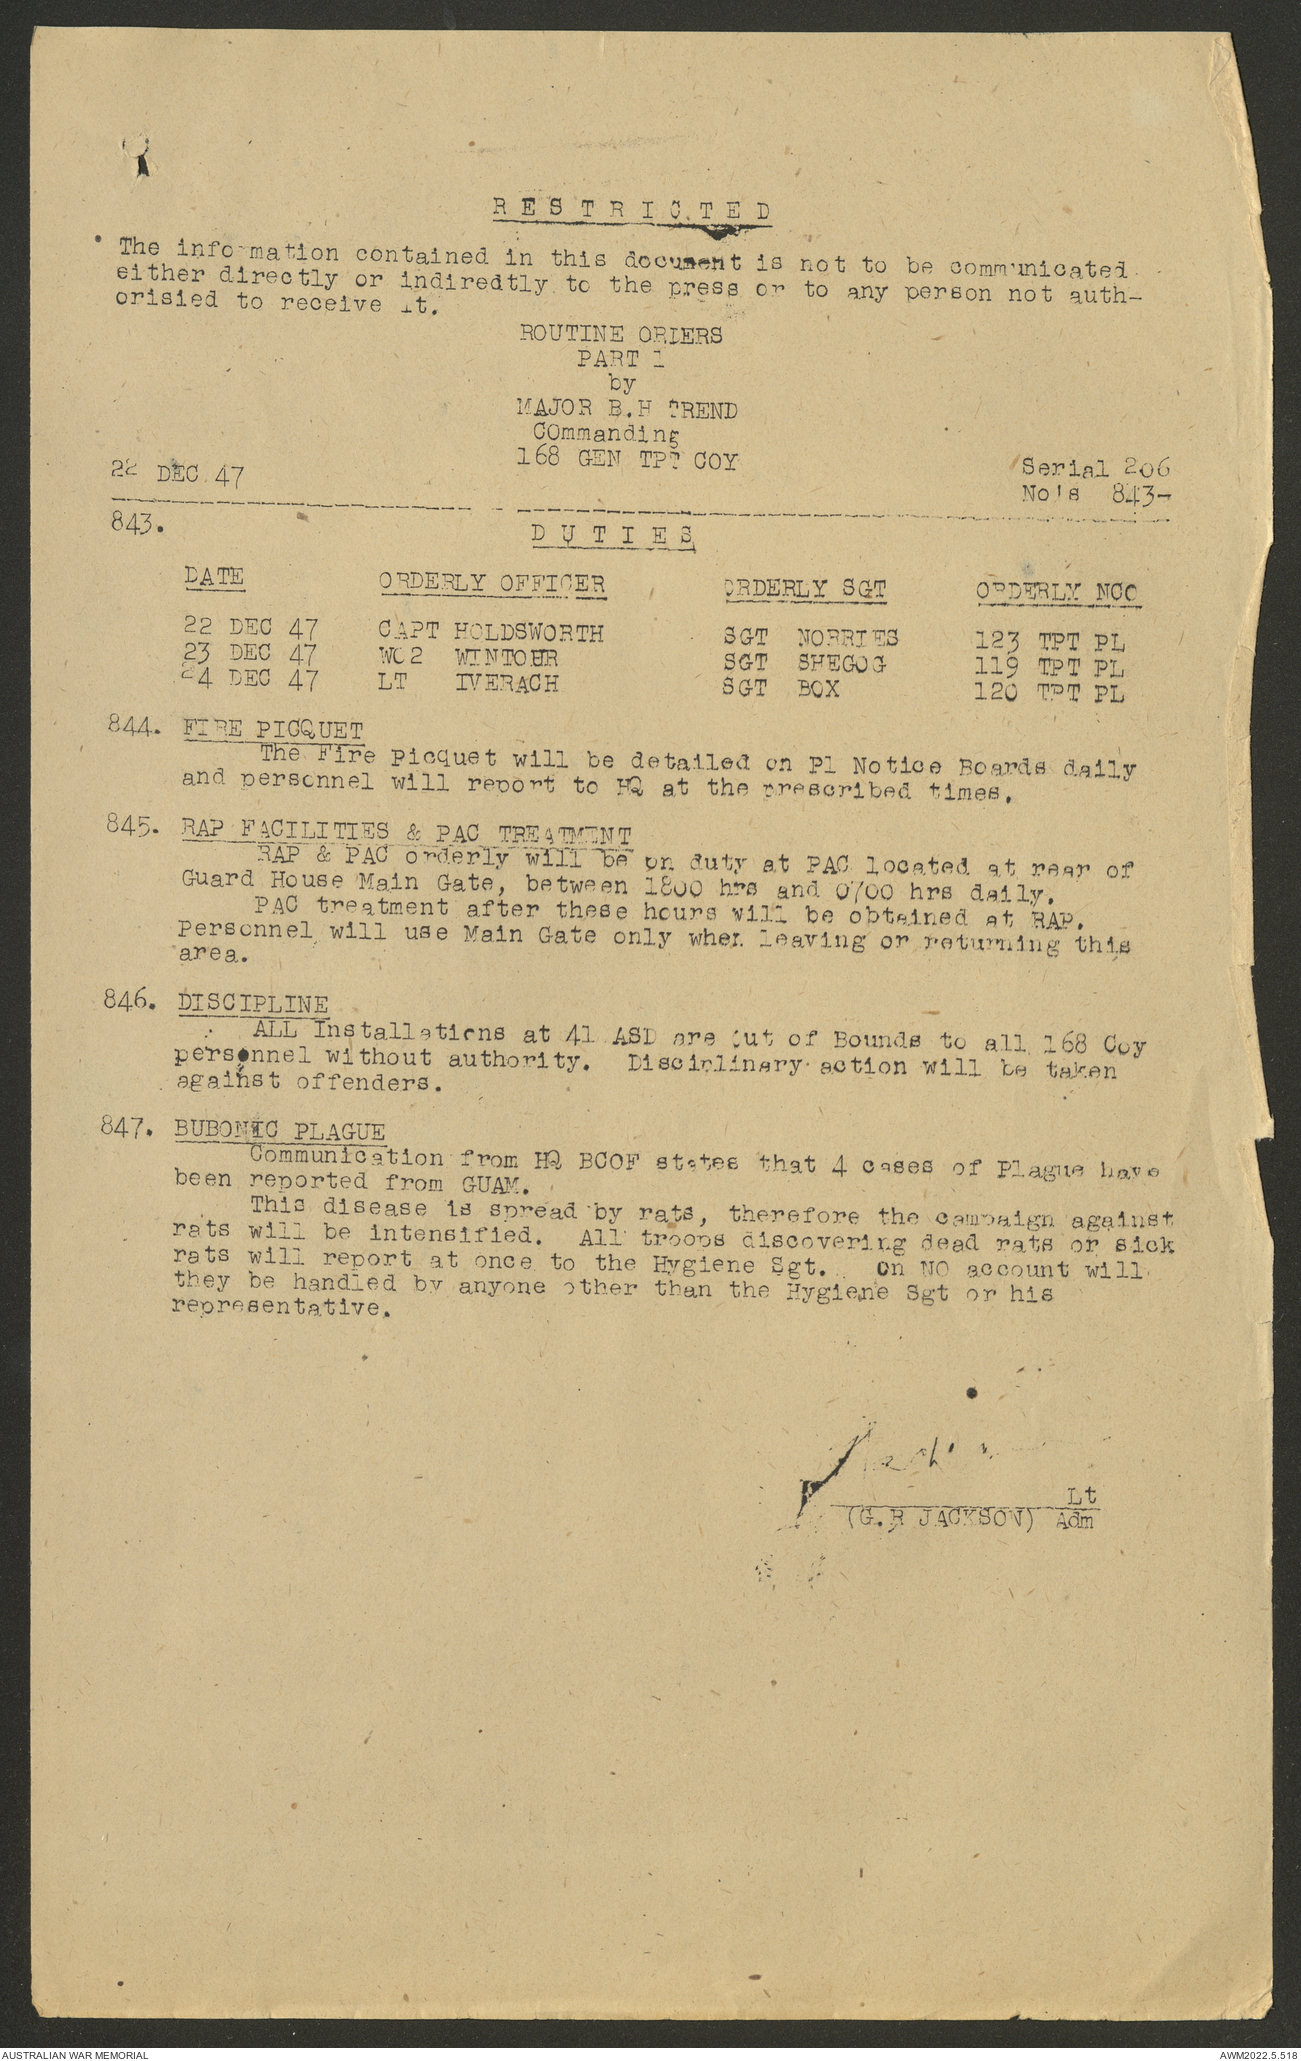 RESTRICTED
The information contained in this document is not to be communicated
either directly or indiredtly to the press or to any person not auth-
orisied to receive it.
ROUTINE ORDERS
PART 1
by
MAJOR B.H TREND
COmmanding
168 GEN TPT COY
22 DEC 47
Serial 206
No's 843-
843.
DUTIES
DATE ORDERLY OFFICER ORDERLY SGT ORDERLY NCO
22 DEC 47 CAPT HOLDSWORTH SGT NORRIES 123 TPT PL
23 DEC 47 WO2 WINTOUR SGT SHEGOG 119 TPT PL
24 DEC 47 LT IVERACH SGT BOX 120 TPT PL
844. FIRE PICQUET
The Fire Picquet will be detailed on Pl Notice Boards daily
and personnel will report to HQ at the prescribed times.
845. RAP FACILITIES & PAC TREATMENT
RAP & PAC orderly will be on duty at PAC located at rear of
Guard House Main Gate, between 1800 hrs and 0700 hrs daily.
PAC treatment after these hours will be obtained at RAP.
Personnel will use Main Gate only when leaving or returning this
area.
846. DISCIPLINE
ALL Installations at 41 ASD are Out of Bounds to all 168 Coy
personnel without authority. Disciplinary action will be taken
against offenders.
847. BUBONIC PLAGUE
Communication from HQ BCOF states that 4 cases of Plague have
been reported from GUAM.
This disease is spread by rats, therefore the campaign against
rats will be intensified. All troops discovering dead rats or sick
rats will report at once to the Hygiene Sgt. On NO account will
they be handled by anyone other than the Hygiene Sgt or his
representative.
Lt
(G.R JACKSON) Adm
AUSTRALIAN WAR MEMORIAL
AWM2022.5.518